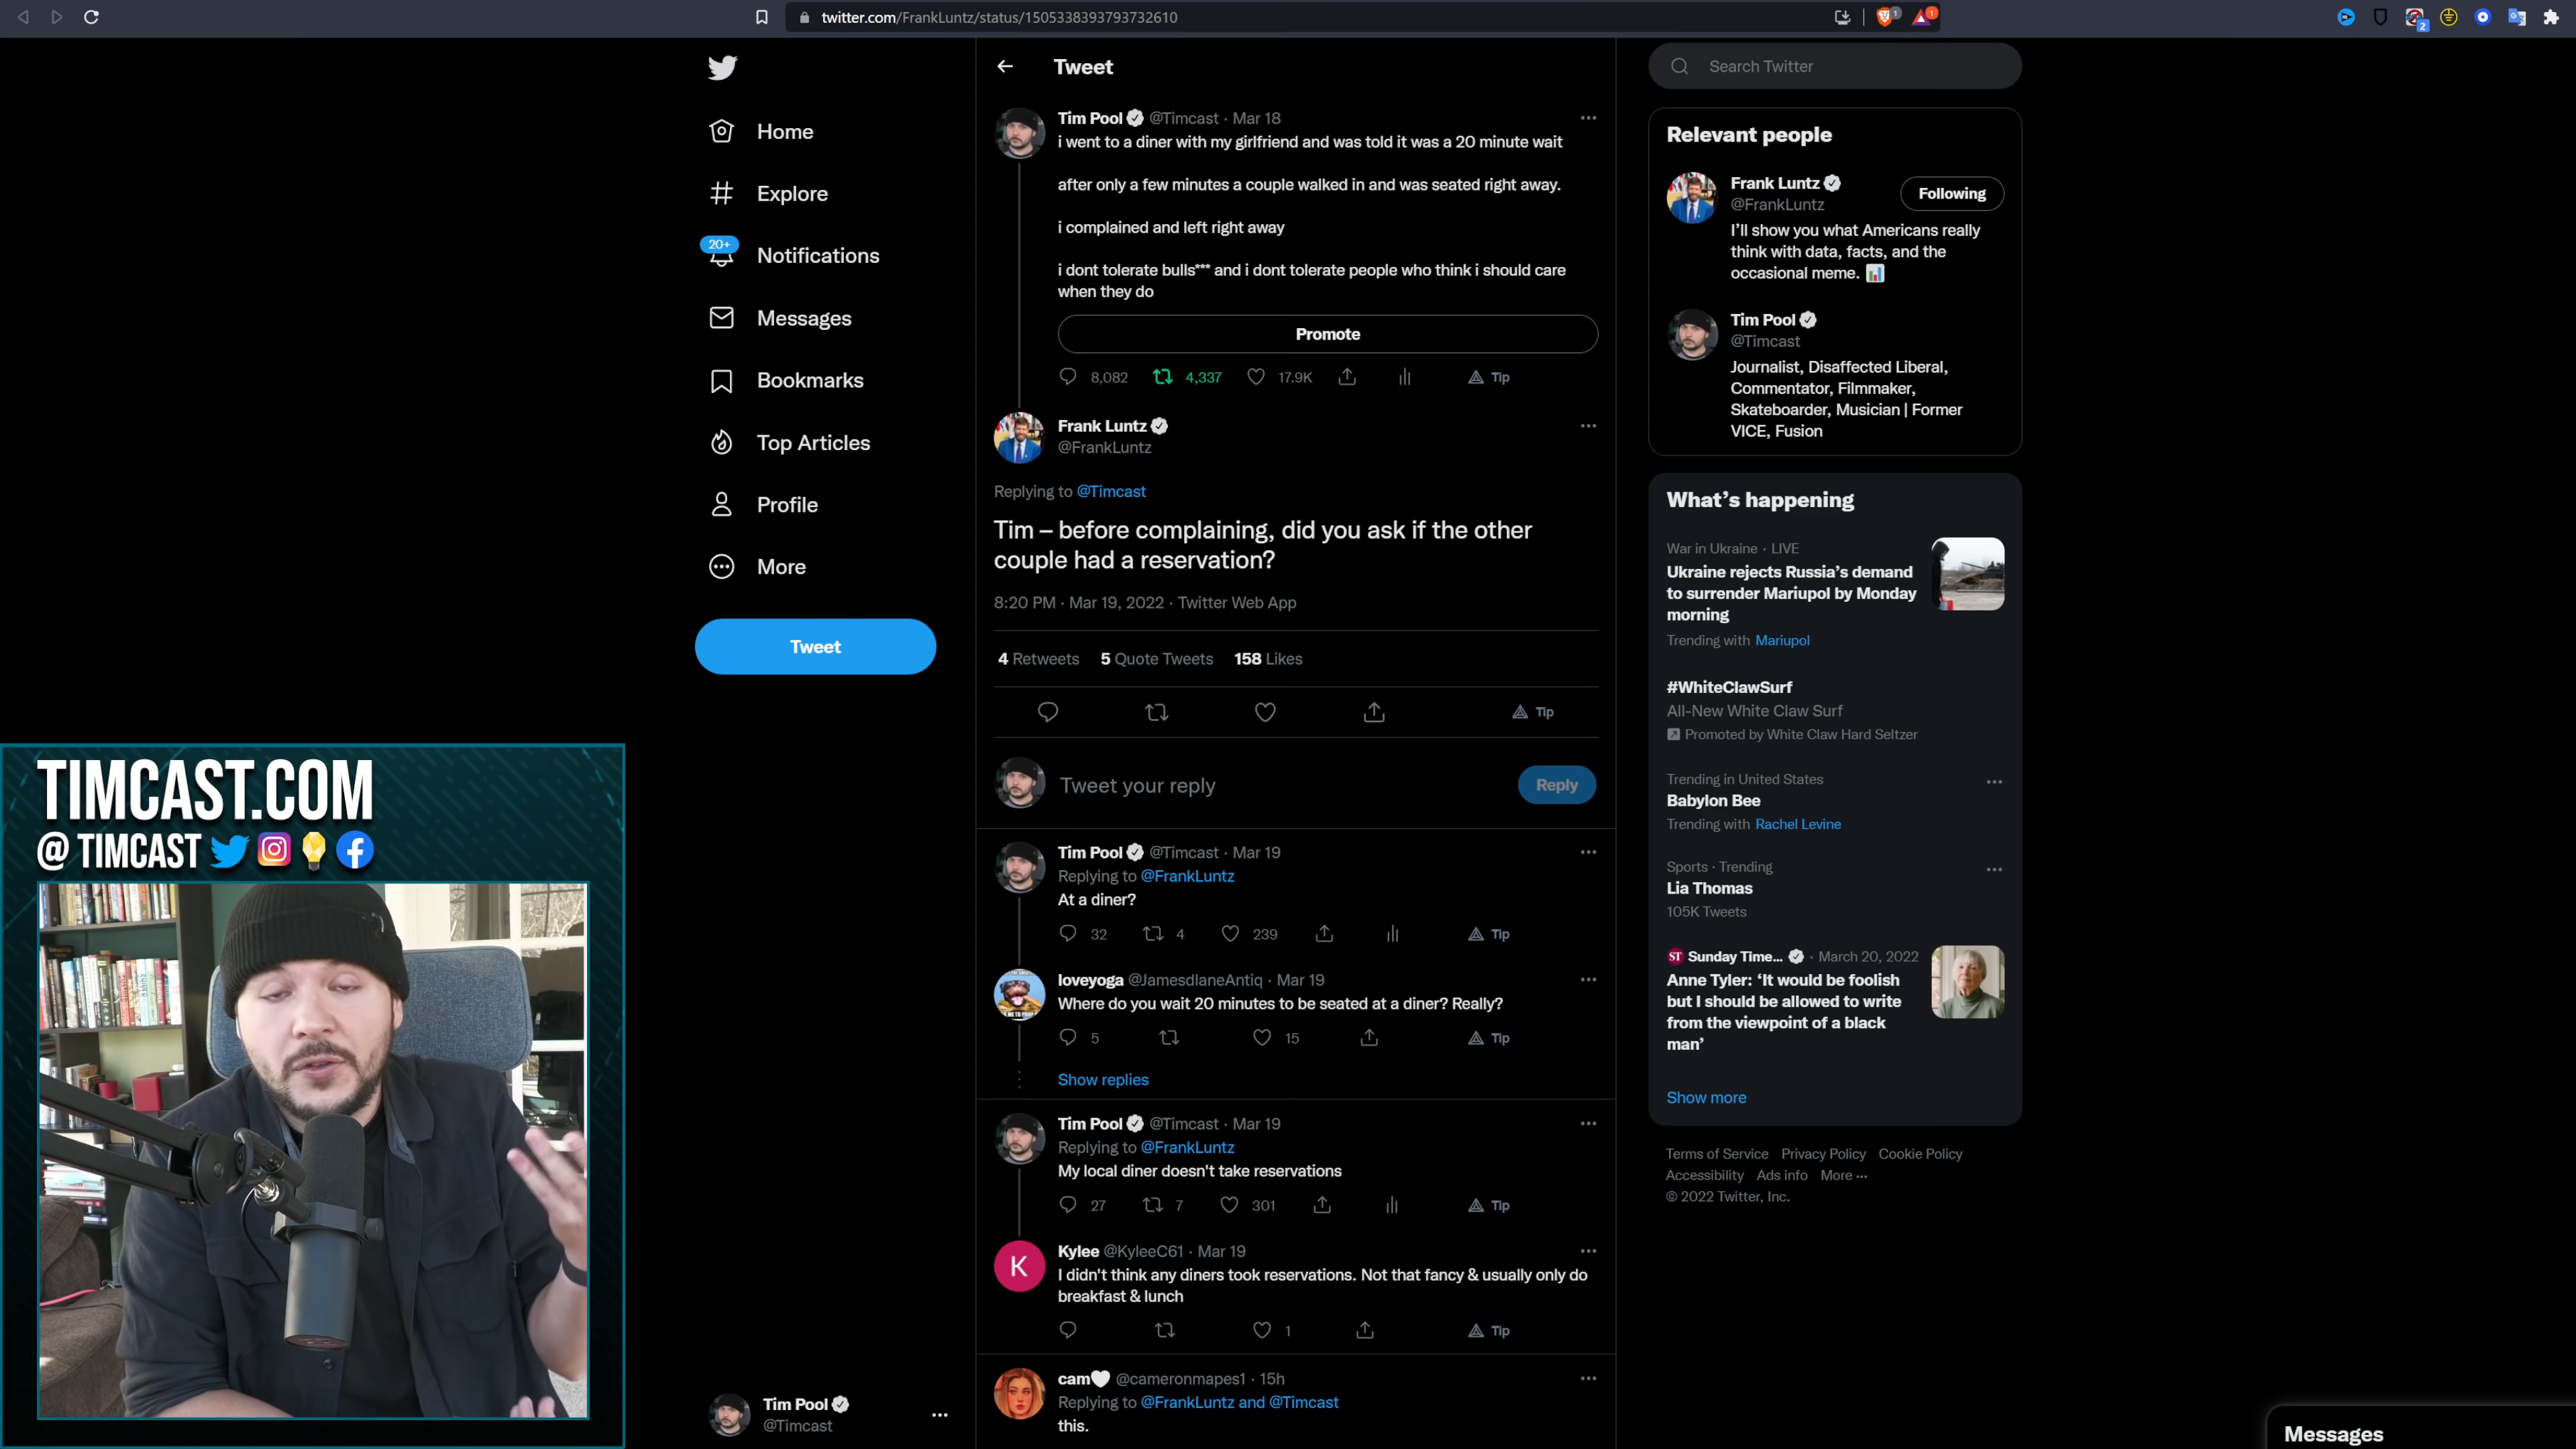 twitter.com/FrankLuntz/status/1505338393793732610
1
1
2
Home
Explore
20+
Notifications
Messages
Bookmarks
Top Articles
Profile
More
Tweet
Tim Pool
@Timcast
Tweet
Tim Pool @Timcast · Mar 18
i went to a diner with my girlfriend and was told it was a 20 minute wait
after only a few minutes a couple walked in and was seated right away.
i complained and left right away
i dont tolerate bulls*** and i dont tolerate people who think i should care
when they do
Promote
8,082 4,337 17.9K Tip
Frank Luntz
@FrankLuntz
Replying to @Timcast
Tim – before complaining, did you ask if the other
couple had a reservation?
8:20 PM · Mar 19, 2022 · Twitter Web App
4 Retweets 5 Quote Tweets 158 Likes
Tip
Tweet your reply
Reply
Tim Pool @Timcast · Mar 19
Replying to @FrankLuntz
At a diner?
32 4 239 Tip
loveyoga @JamesdlaneAntiq · Mar 19
Where do you wait 20 minutes to be seated at a diner? Really?
5 15 Tip
Show replies
Tim Pool @Timcast · Mar 19
Replying to @FrankLuntz
My local diner doesn't take reservations
27 7 301 Tip
K
Kylee @KyleeC61 · Mar 19
I didn't think any diners took reservations. Not that fancy & usually only do
breakfast & lunch
1 Tip
cam🤍 @cameronmapes1 · 15h
Replying to @FrankLuntz and @Timcast
this.
Search Twitter
Relevant people
Frank Luntz
@FrankLuntz
Following
I'll show you what Americans really
think with data, facts, and the
occasional meme. 📊
Tim Pool
@Timcast
Journalist, Disaffected Liberal,
Commentator, Filmmaker,
Skateboarder, Musician | Former
VICE, Fusion
What's happening
War in Ukraine · LIVE
Ukraine rejects Russia's demand
to surrender Mariupol by Monday
morning
Trending with Mariupol
#WhiteClawSurf
All-New White Claw Surf
Promoted by White Claw Hard Seltzer
Trending in United States
Babylon Bee
Trending with Rachel Levine
Sports · Trending
Lia Thomas
105K Tweets
ST Sunday Time... · March 20, 2022
Anne Tyler: 'It would be foolish
but I should be allowed to write
from the viewpoint of a black
man'
Show more
Terms of Service Privacy Policy Cookie Policy
Accessibility Ads info More ···
© 2022 Twitter, Inc.
Messages
TIMCAST.COM
@ TIMCAST